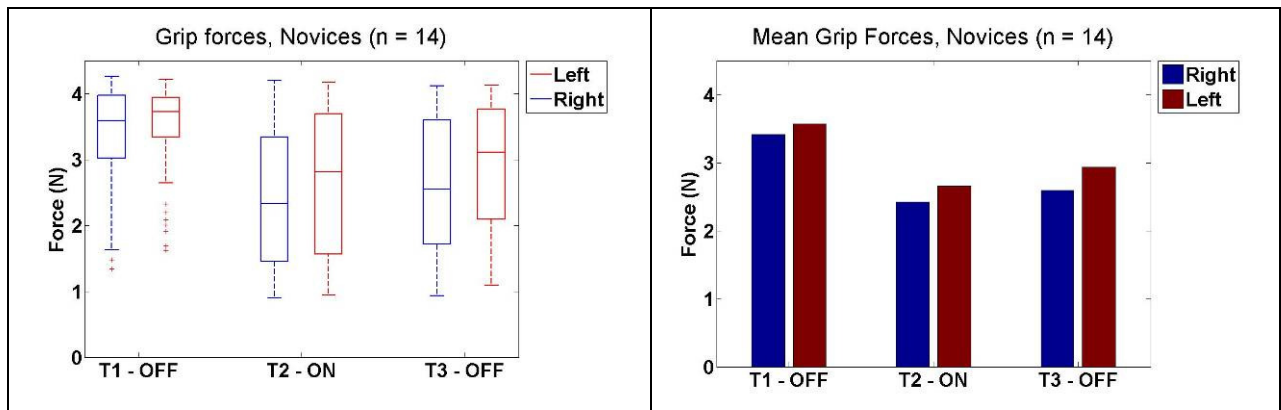 Grip forces, Novices (n = 14)
Left
Right
4
3
2
1
0
Force (N)
T1 - OFF
T2 - ON
T3 - OFF
Mean Grip Forces, Novices (n = 14)
Right
Left
4
3
2
1
0
Force (N)
T1 - OFF
T2 - ON
T3 - OFF